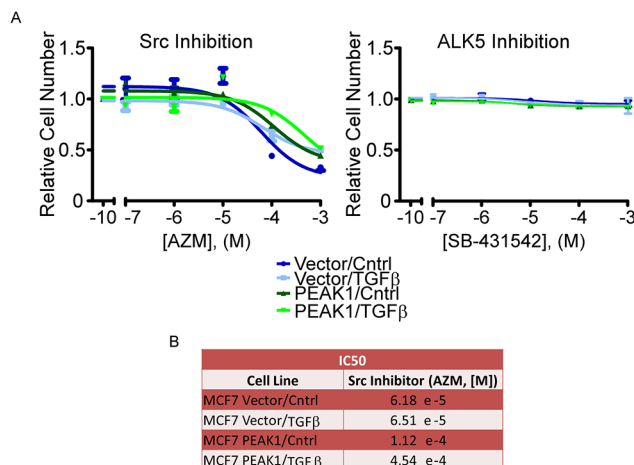 A
Src Inhibition
ALK5 Inhibition
Relative Cell Number
1.5
1.0
0.5
0
-10 -7 -6 -5 -4 -3
[AZM], (M)
Relative Cell Number
1.5
1.0
0.5
0
-10 -7 -6 -5 -4 -3
[SB-431542], (M)
Vector/Cntrl
Vector/TGFβ
PEAK1/Cntrl
PEAK1/TGFβ
B
IC50
Cell Line Src Inhibitor (AZM, [M])
MCF7 Vector/Cntrl 6.18 e-5
MCF7 Vector/TGFβ 6.51 e-5
MCF7 PEAK1/Cntrl 1.12 e-4
MCF7 PEAK1/TGFβ 4.54 e-4